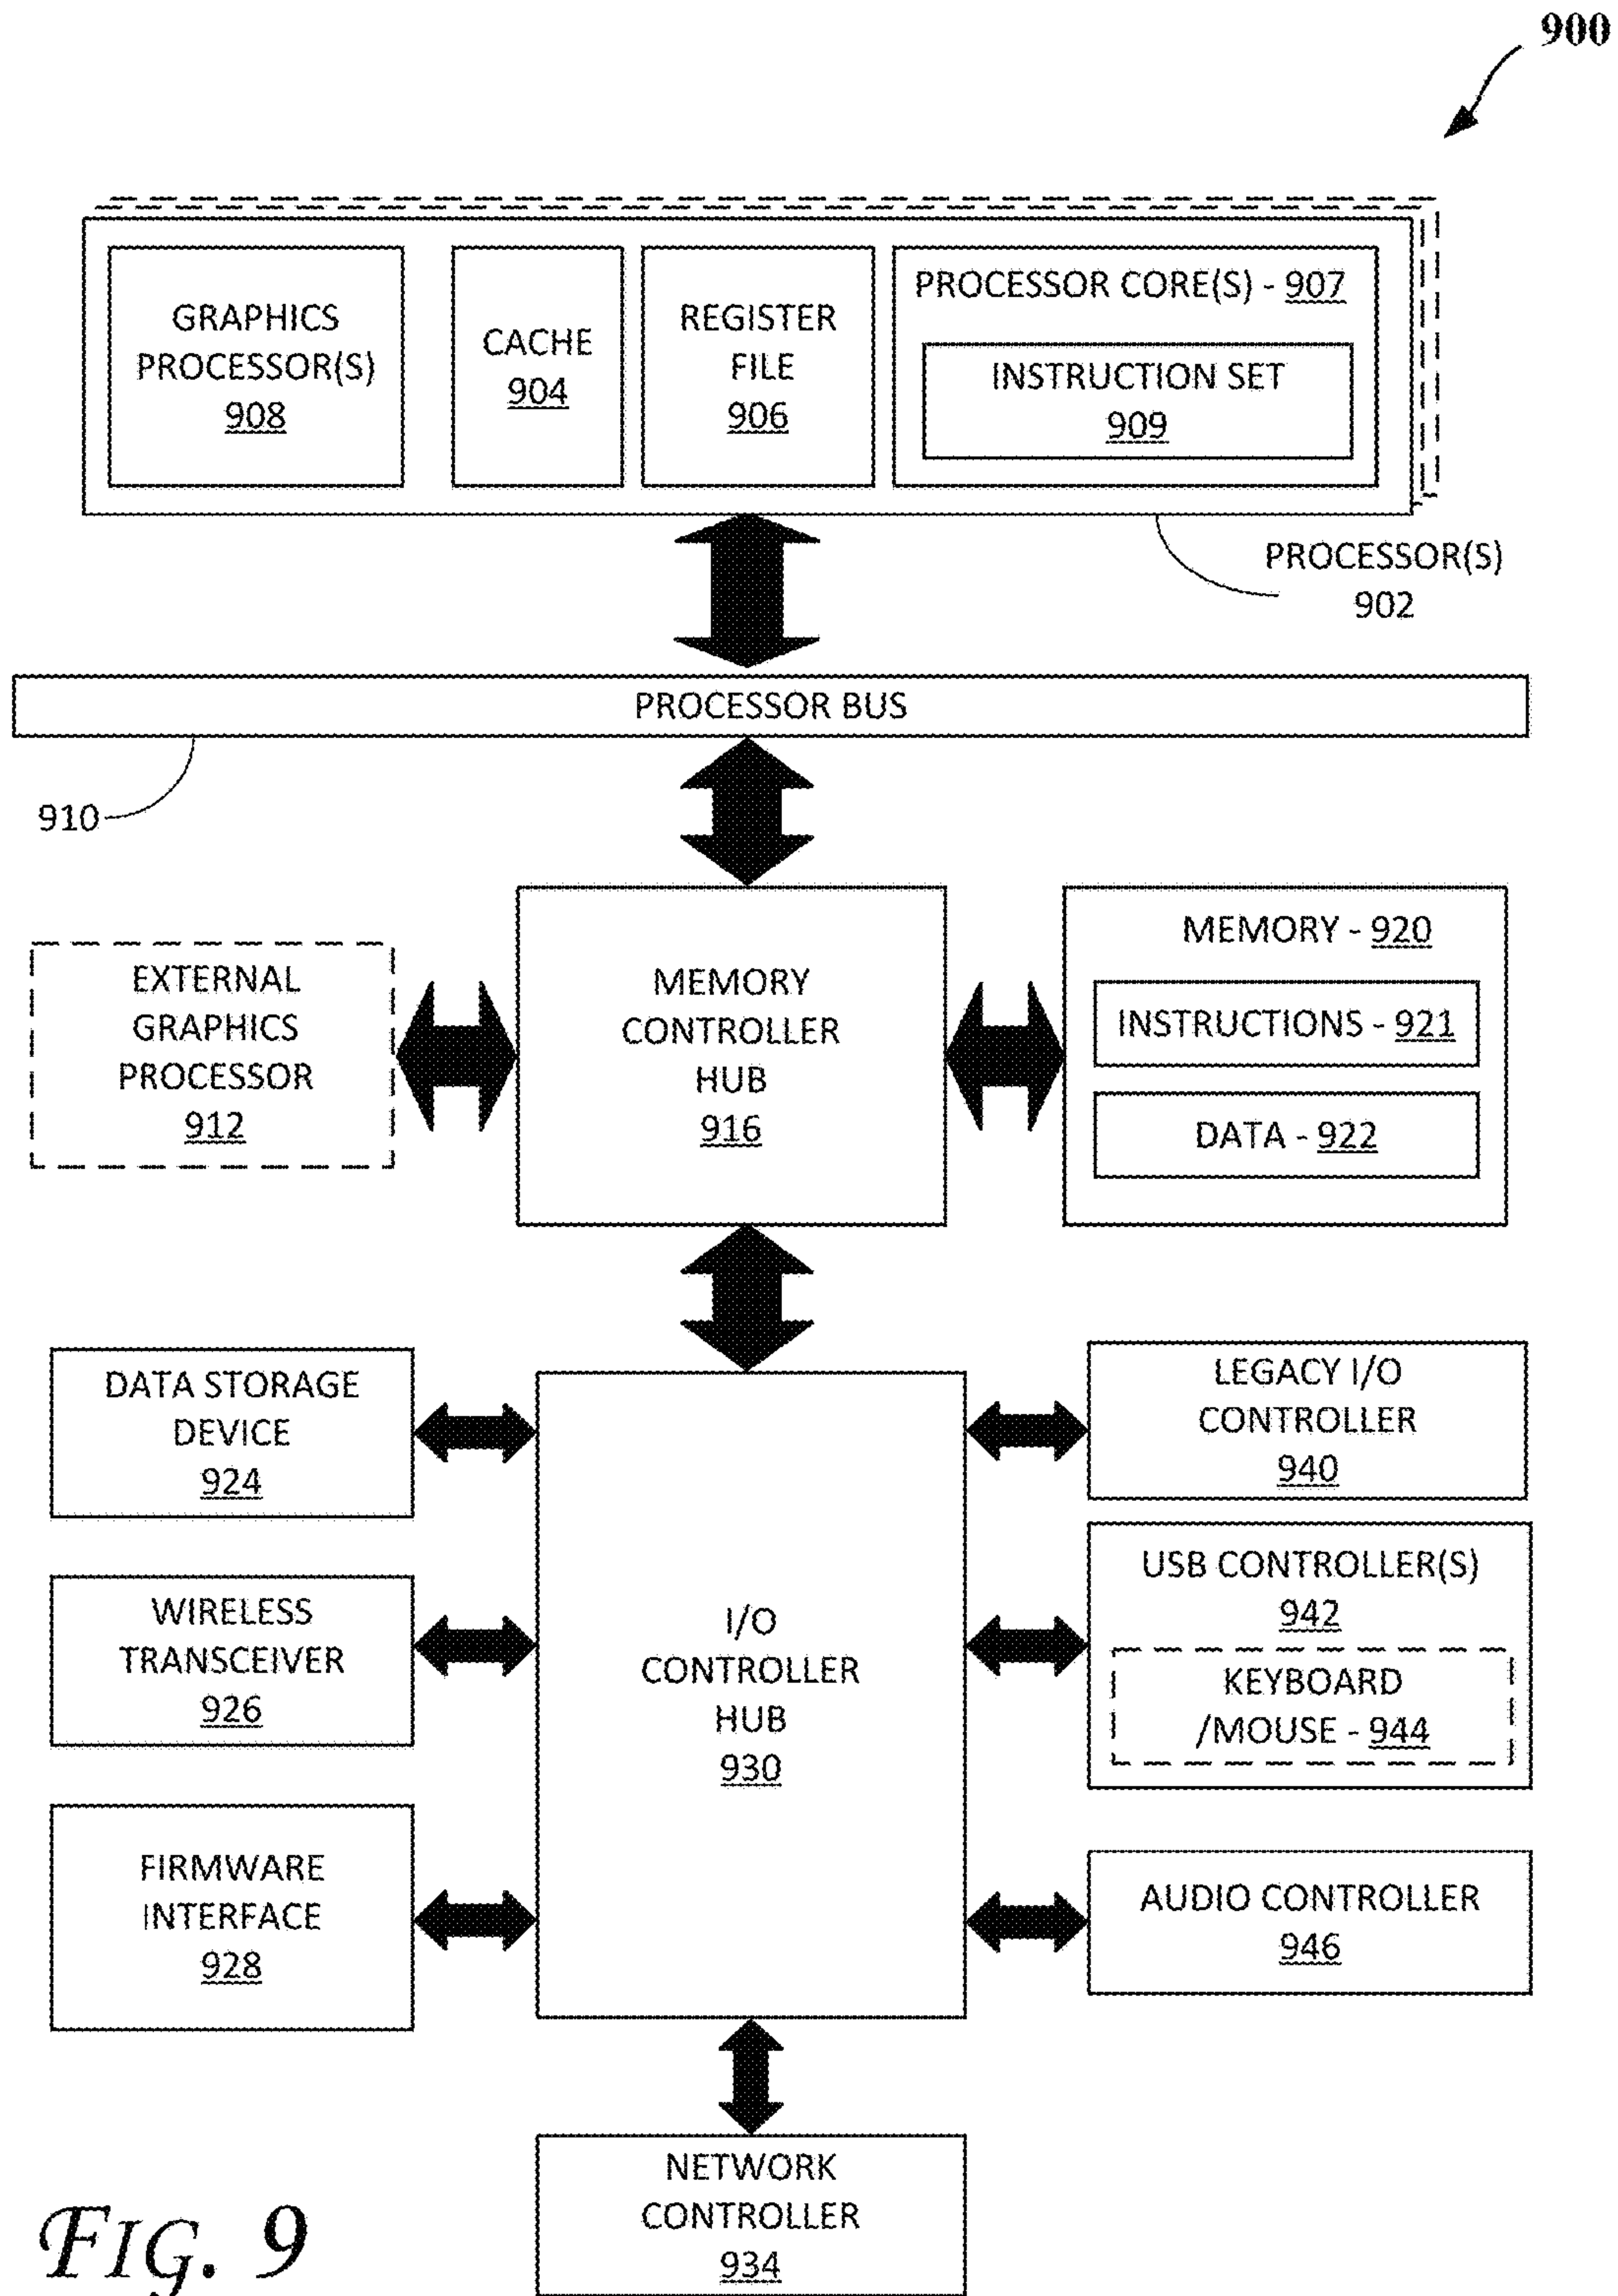 900
GRAPHICS
PROCESSOR(S)
908
CACHE
904
REGISTER
FILE
906
PROCESSOR CORE(S) - 907
INSTRUCTION SET
909
PROCESSOR(S)
902
PROCESSOR BUS
910
EXTERNAL
GRAPHICS
PROCESSOR
912
MEMORY
CONTROLLER
HUB
916
MEMORY - 920
INSTRUCTIONS - 921
DATA - 922
DATA STORAGE
DEVICE
924
WIRELESS
TRANSCEIVER
926
FIRMWARE
INTERFACE
928
I/O
CONTROLLER
HUB
930
LEGACY I/O
CONTROLLER
940
USB CONTROLLER(S)
942
KEYBOARD
/MOUSE - 944
AUDIO CONTROLLER
946
NETWORK
CONTROLLER
934
FIG. 9